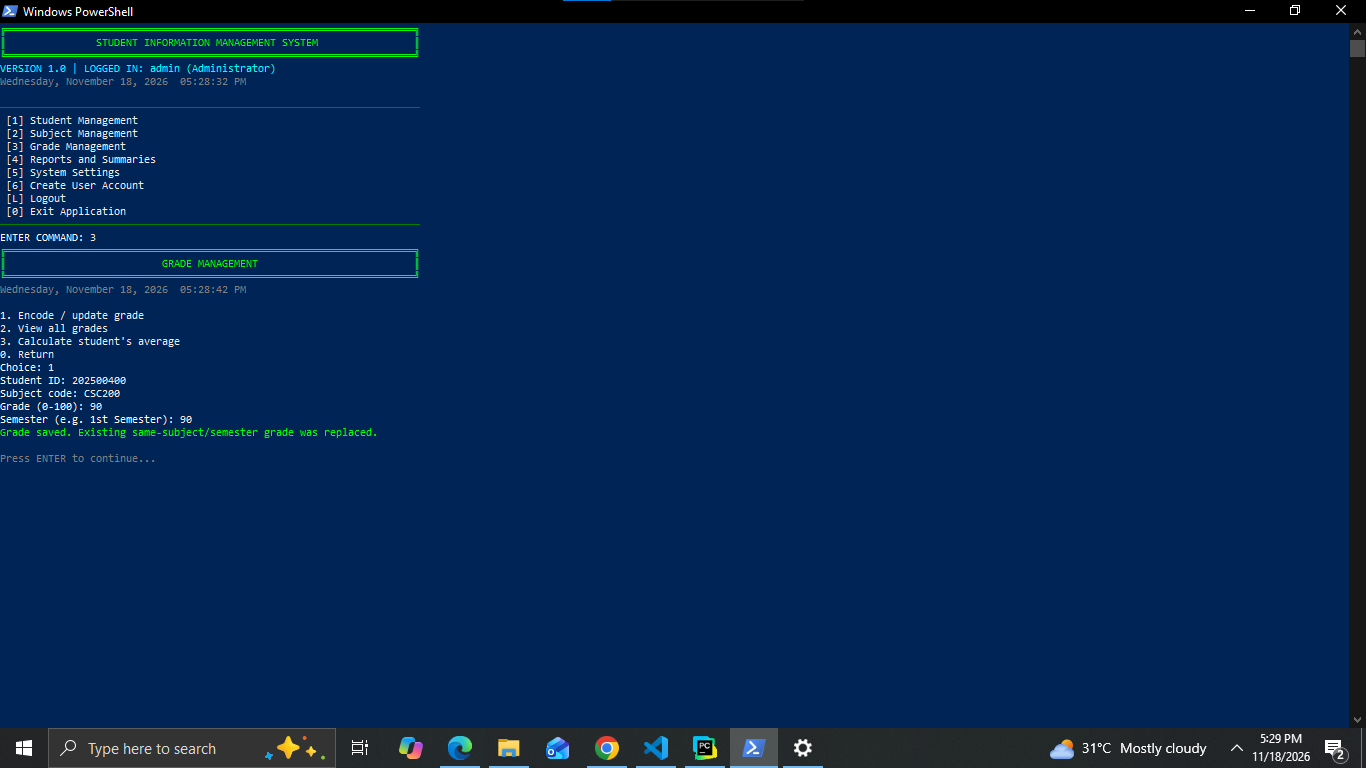 Windows PowerShell
STUDENT INFORMATION MANAGEMENT SYSTEM
VERSION 1.0 | LOGGED IN: admin (Administrator)
Wednesday, November 18, 2026  05:28:32 PM
[1] Student Management
[2] Subject Management
[3] Grade Management
[4] Reports and Summaries
[5] System Settings
[6] Create User Account
[L] Logout
[0] Exit Application
ENTER COMMAND: 3
GRADE MANAGEMENT
Wednesday, November 18, 2026  05:28:42 PM
1. Encode / update grade
2. View all grades
3. Calculate student's average
0. Return
Choice: 1
Student ID: 202500400
Subject code: CSC200
Grade (0-100): 90
Semester (e.g. 1st Semester): 90
Grade saved. Existing same-subject/semester grade was replaced.
Press ENTER to continue...
Type here to search
PC
31°C Mostly cloudy
5:29 PM
11/18/2026
2